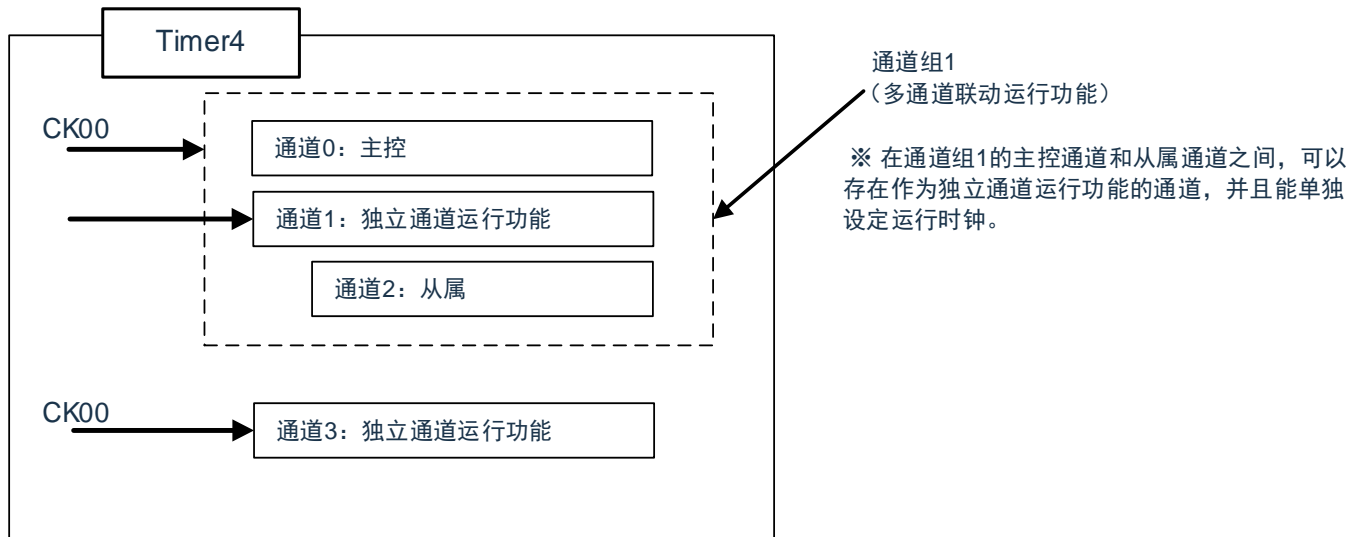 Timer4
通道组1
（多通道联动运行功能）
CK00
通道0：主控
※ 在通道组1的主控通道和从属通道之间，可以
存在作为独立通道运行功能的通道，并且能单独
设定运行时钟。
通道1：独立通道运行功能
通道2：从属
CK00
通道3：独立通道运行功能